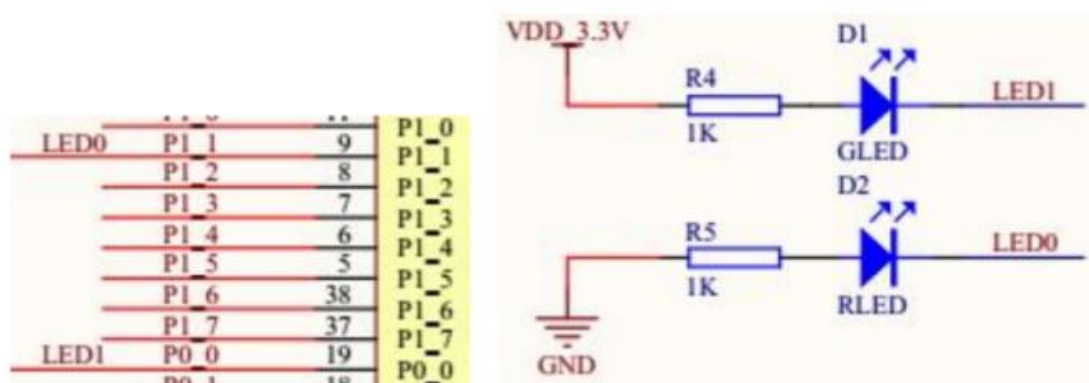 LED0 P1_1 9 P1_0
P1_2 8 P1_1
P1_3 7 P1_2
P1_4 6 P1_3
P1_5 5 P1_4
P1_6 38 P1_5
P1_7 37 P1_6
LED1 P0_0 19 P1_7
P0_0
VDD_3.3V
D1
R4
LED1
1K
GLED
D2
R5
LED0
1K
RLED
GND